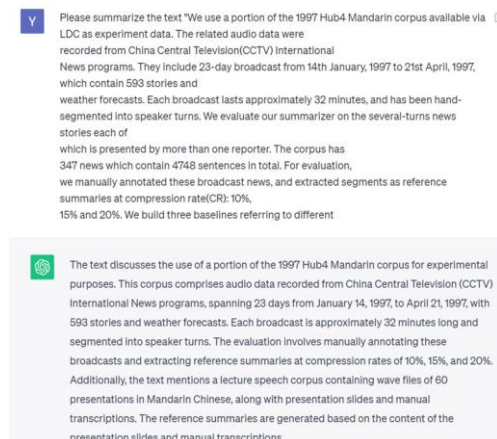 Y
Please summarize the text "We use a portion of the 1997 Hub4 Mandarin corpus available via
LDC as experiment data. The related audio data were
recorded from China Central Television(CCTV) International
News programs. They include 23-day broadcast from 14th January, 1997 to 21st April, 1997,
which contain 593 stories and
weather forecasts. Each broadcast lasts approximately 32 minutes, and has been hand-
segmented into speaker turns. We evaluate our summarizer on the several-turns news
stories each of
which is presented by more than one reporter. The corpus has
347 news which contain 4748 sentences in total. For evaluation,
we manually annotated these broadcast news, and extracted segments as reference
summaries at compression rate(CR): 10%,
15% and 20%. We build three baselines referring to different
The text discusses the use of a portion of the 1997 Hub4 Mandarin corpus for experimental
purposes. This corpus comprises audio data recorded from China Central Television (CCTV)
International News programs, spanning 23 days from January 14, 1997, to April 21, 1997, with
593 stories and weather forecasts. Each broadcast is approximately 32 minutes long and
segmented into speaker turns. The evaluation involves manually annotating these
broadcasts and extracting reference summaries at compression rates of 10%, 15%, and 20%.
Additionally, the text mentions a lecture speech corpus containing wave files of 60
presentations in Mandarin Chinese, along with presentation slides and manual
transcriptions. The reference summaries are generated based on the content of the
presentation slides and manual transcriptions.